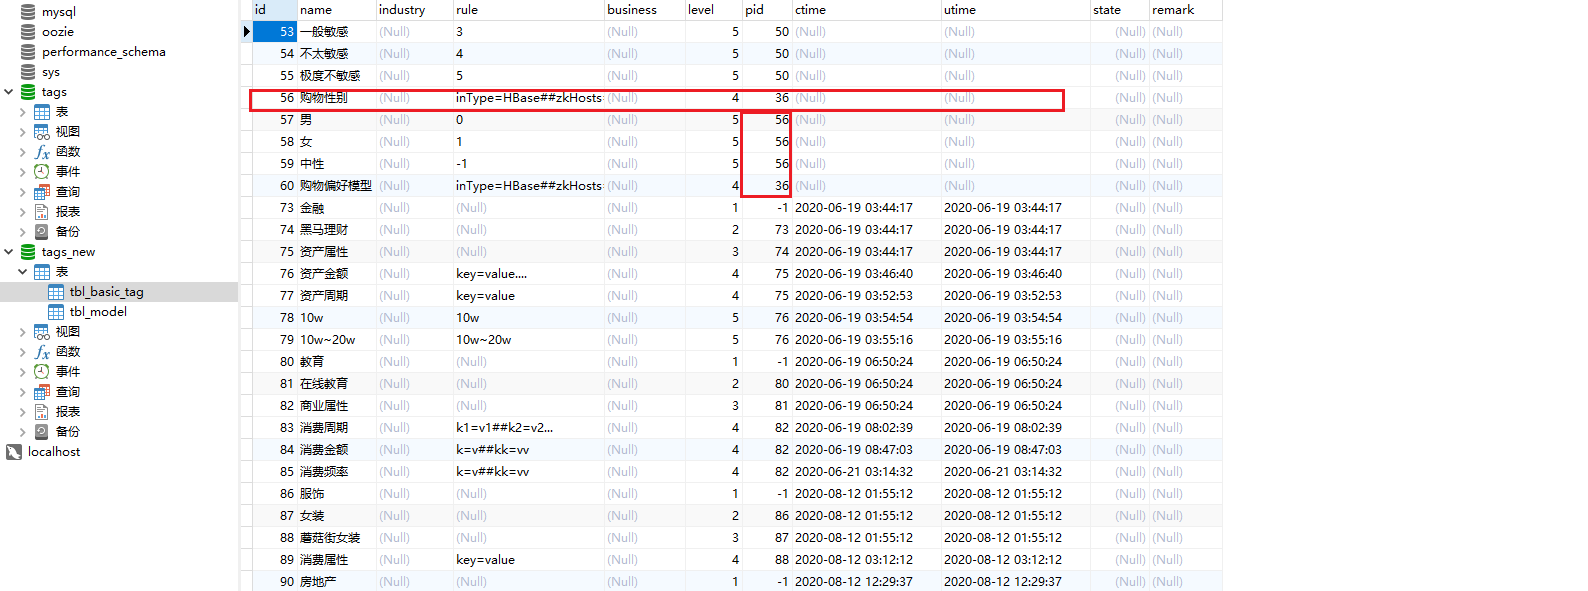 mysql
oozie
performance_schema
sys
tags
表
视图
函数
事件
查询
报表
备份
tags_new
表
tbl_basic_tag
tbl_model
视图
函数
事件
查询
报表
备份
localhost
id name industry rule business level pid ctime utime state remark
53 一般敏感 (Null) 3 (Null) 5 50 (Null) (Null) (Null) (Null)
54 不太敏感 (Null) 4 (Null) 5 50 (Null) (Null) (Null) (Null)
55 极度不敏感 (Null) 5 (Null) 5 50 (Null) (Null) (Null) (Null)
56 购物性别 (Null) inType=HBase##zkHosts= (Null) 4 36 (Null) (Null) (Null) (Null)
57 男 (Null) 0 (Null) 5 56 (Null) (Null) (Null) (Null)
58 女 (Null) 1 (Null) 5 56 (Null) (Null) (Null) (Null)
59 中性 (Null) -1 (Null) 5 56 (Null) (Null) (Null) (Null)
60 购物偏好模型 (Null) inType=HBase##zkHosts= (Null) 4 36 (Null) (Null) (Null) (Null)
73 金融 (Null) (Null) (Null) 1 -1 2020-06-19 03:44:17 2020-06-19 03:44:17 (Null) (Null)
74 黑马理财 (Null) (Null) (Null) 2 73 2020-06-19 03:44:17 2020-06-19 03:44:17 (Null) (Null)
75 资产属性 (Null) (Null) (Null) 3 74 2020-06-19 03:44:17 2020-06-19 03:44:17 (Null) (Null)
76 资产金额 (Null) key=value.... (Null) 4 75 2020-06-19 03:46:40 2020-06-19 03:46:40 (Null) (Null)
77 资产周期 (Null) key=value (Null) 4 75 2020-06-19 03:52:53 2020-06-19 03:52:53 (Null) (Null)
78 10w (Null) 10w (Null) 5 76 2020-06-19 03:54:54 2020-06-19 03:54:54 (Null) (Null)
79 10w~20w (Null) 10w~20w (Null) 5 76 2020-06-19 03:55:16 2020-06-19 03:55:16 (Null) (Null)
80 教育 (Null) (Null) (Null) 1 -1 2020-06-19 06:50:24 2020-06-19 06:50:24 (Null) (Null)
81 在线教育 (Null) (Null) (Null) 2 80 2020-06-19 06:50:24 2020-06-19 06:50:24 (Null) (Null)
82 商业属性 (Null) (Null) (Null) 3 81 2020-06-19 06:50:24 2020-06-19 06:50:24 (Null) (Null)
83 消费周期 (Null) k1=v1##k2=v2... (Null) 4 82 2020-06-19 08:02:39 2020-06-19 08:02:39 (Null) (Null)
84 消费金额 (Null) k=v##kk=vv (Null) 4 82 2020-06-19 08:47:03 2020-06-19 08:47:03 (Null) (Null)
85 消费频率 (Null) k=v##kk=vv (Null) 4 82 2020-06-21 03:14:32 2020-06-21 03:14:32 (Null) (Null)
86 服饰 (Null) (Null) (Null) 1 -1 2020-08-12 01:55:12 2020-08-12 01:55:12 (Null) (Null)
87 女装 (Null) (Null) (Null) 2 86 2020-08-12 01:55:12 2020-08-12 01:55:12 (Null) (Null)
88 蘑菇街女装 (Null) (Null) (Null) 3 87 2020-08-12 01:55:12 2020-08-12 01:55:12 (Null) (Null)
89 消费属性 (Null) key=value (Null) 4 88 2020-08-12 03:12:12 2020-08-12 03:12:12 (Null) (Null)
90 房地产 (Null) (Null) (Null) 1 -1 2020-08-12 12:29:37 2020-08-12 12:29:37 (Null) (Null)